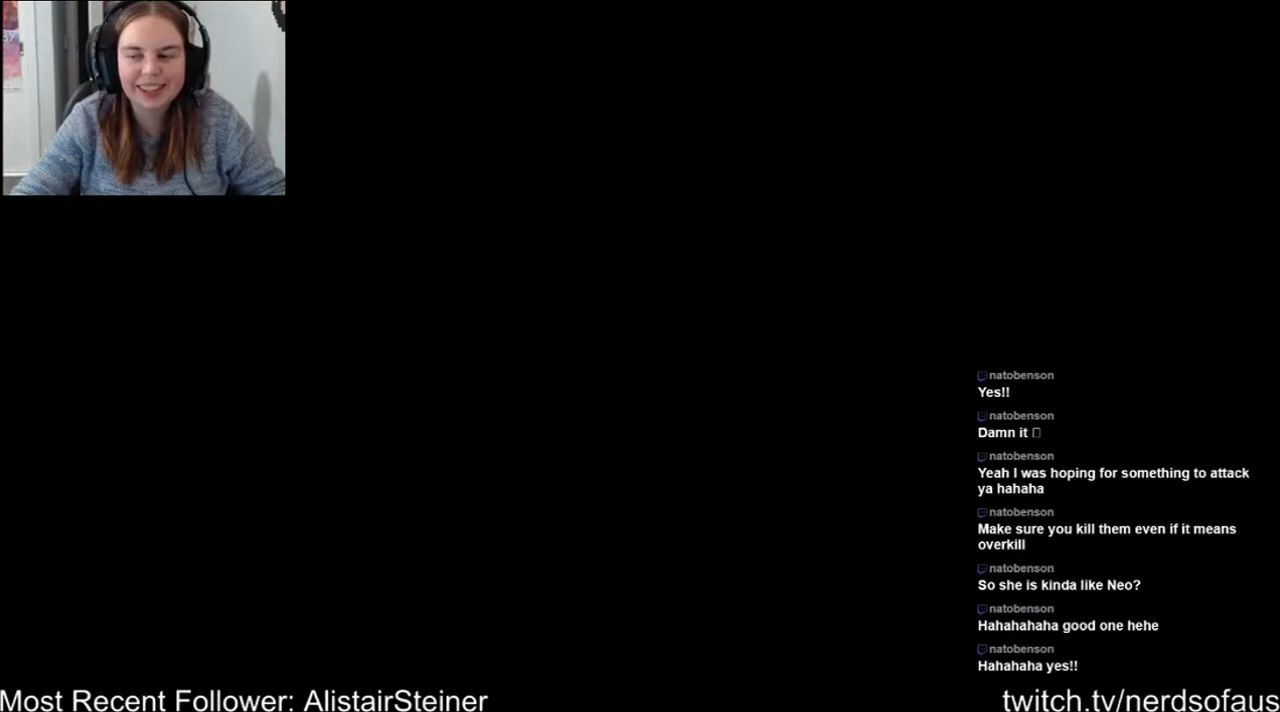 natobenson
Yes!!
natobenson
Damn it
natobenson
Yeah I was hoping for something to attack
ya hahaha
natobenson
Make sure you kill them even if it means
overkill
natobenson
So she is kinda like Neo?
natobenson
Hahahahaha good one hehe
natobenson
Hahahaha yes!!
Most Recent Follower: AlistairSteiner
twitch.tv/nerdsofaus